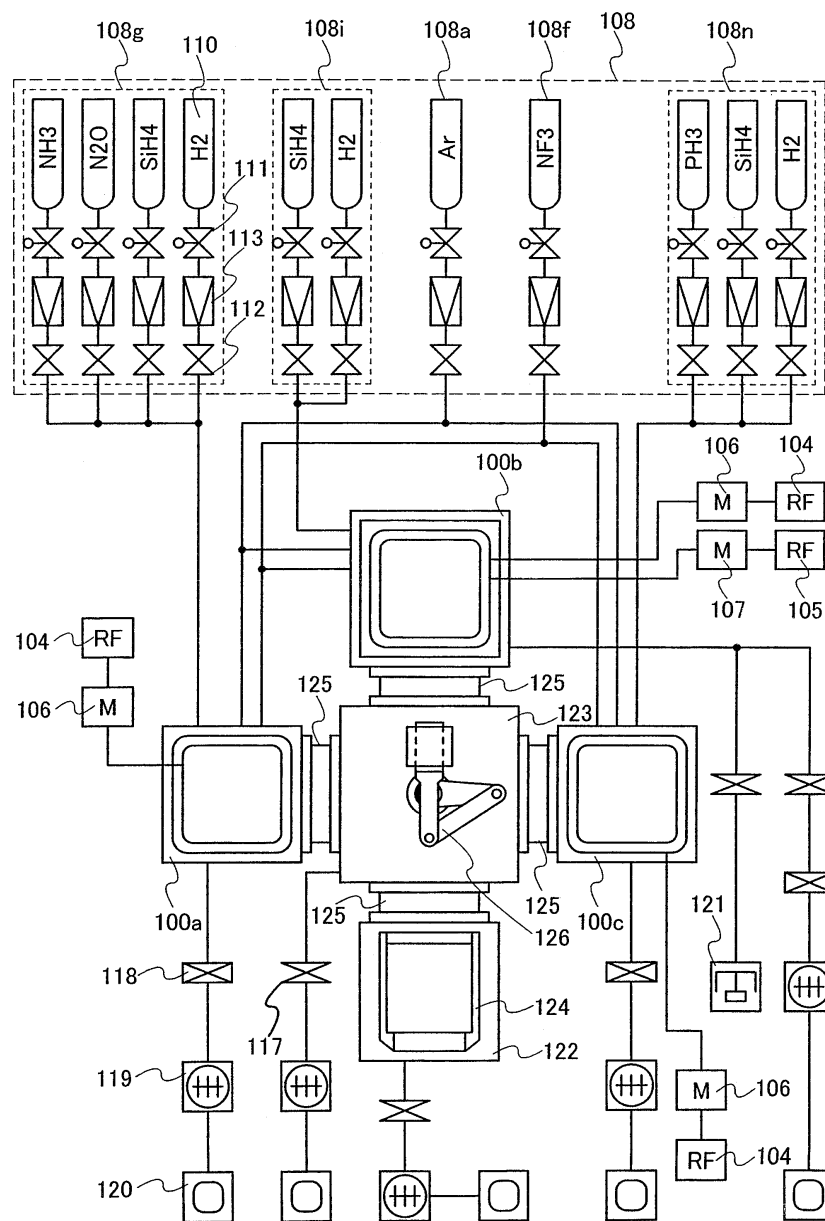 108g 110 108i 108a 108f 108 108n
NH3 N2O SiH4 H2 SiH4 H2 Ar NF3 PH3 SiH4 H2
111
113
112
100b 106 104
M RF
M RF
107 105
104 RF
106 M
125 125 123
100a 125 126 125 100c
118 117 124 121
122
119 M 106
120 RF 104